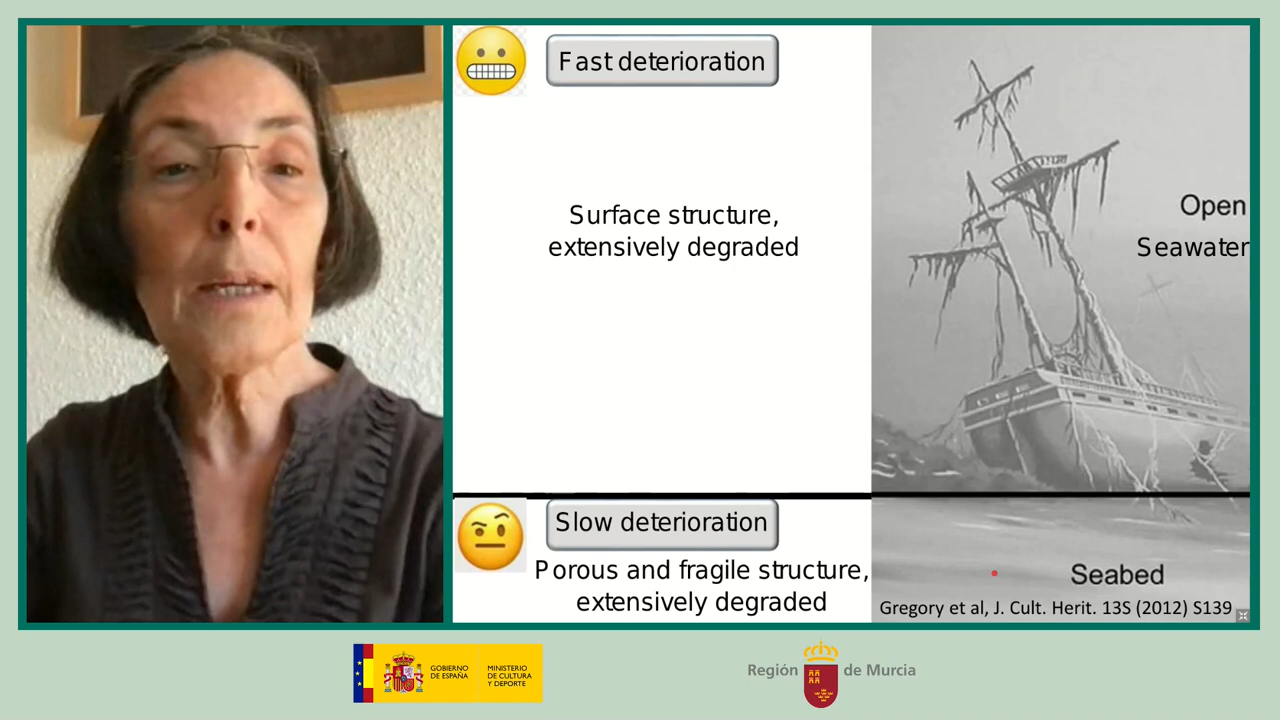 Fast deterioration
Surface structure,
extensively degraded
Open
Seawater
Slow deterioration
Porous and fragile structure,
extensively degraded
Seabed
Gregory et al, J. Cult. Herit. 13S (2012) S139
GOBIERNO
DE ESPAÑA
MINISTERIO
DE CULTURA
Y DEPORTE
Región de Murcia